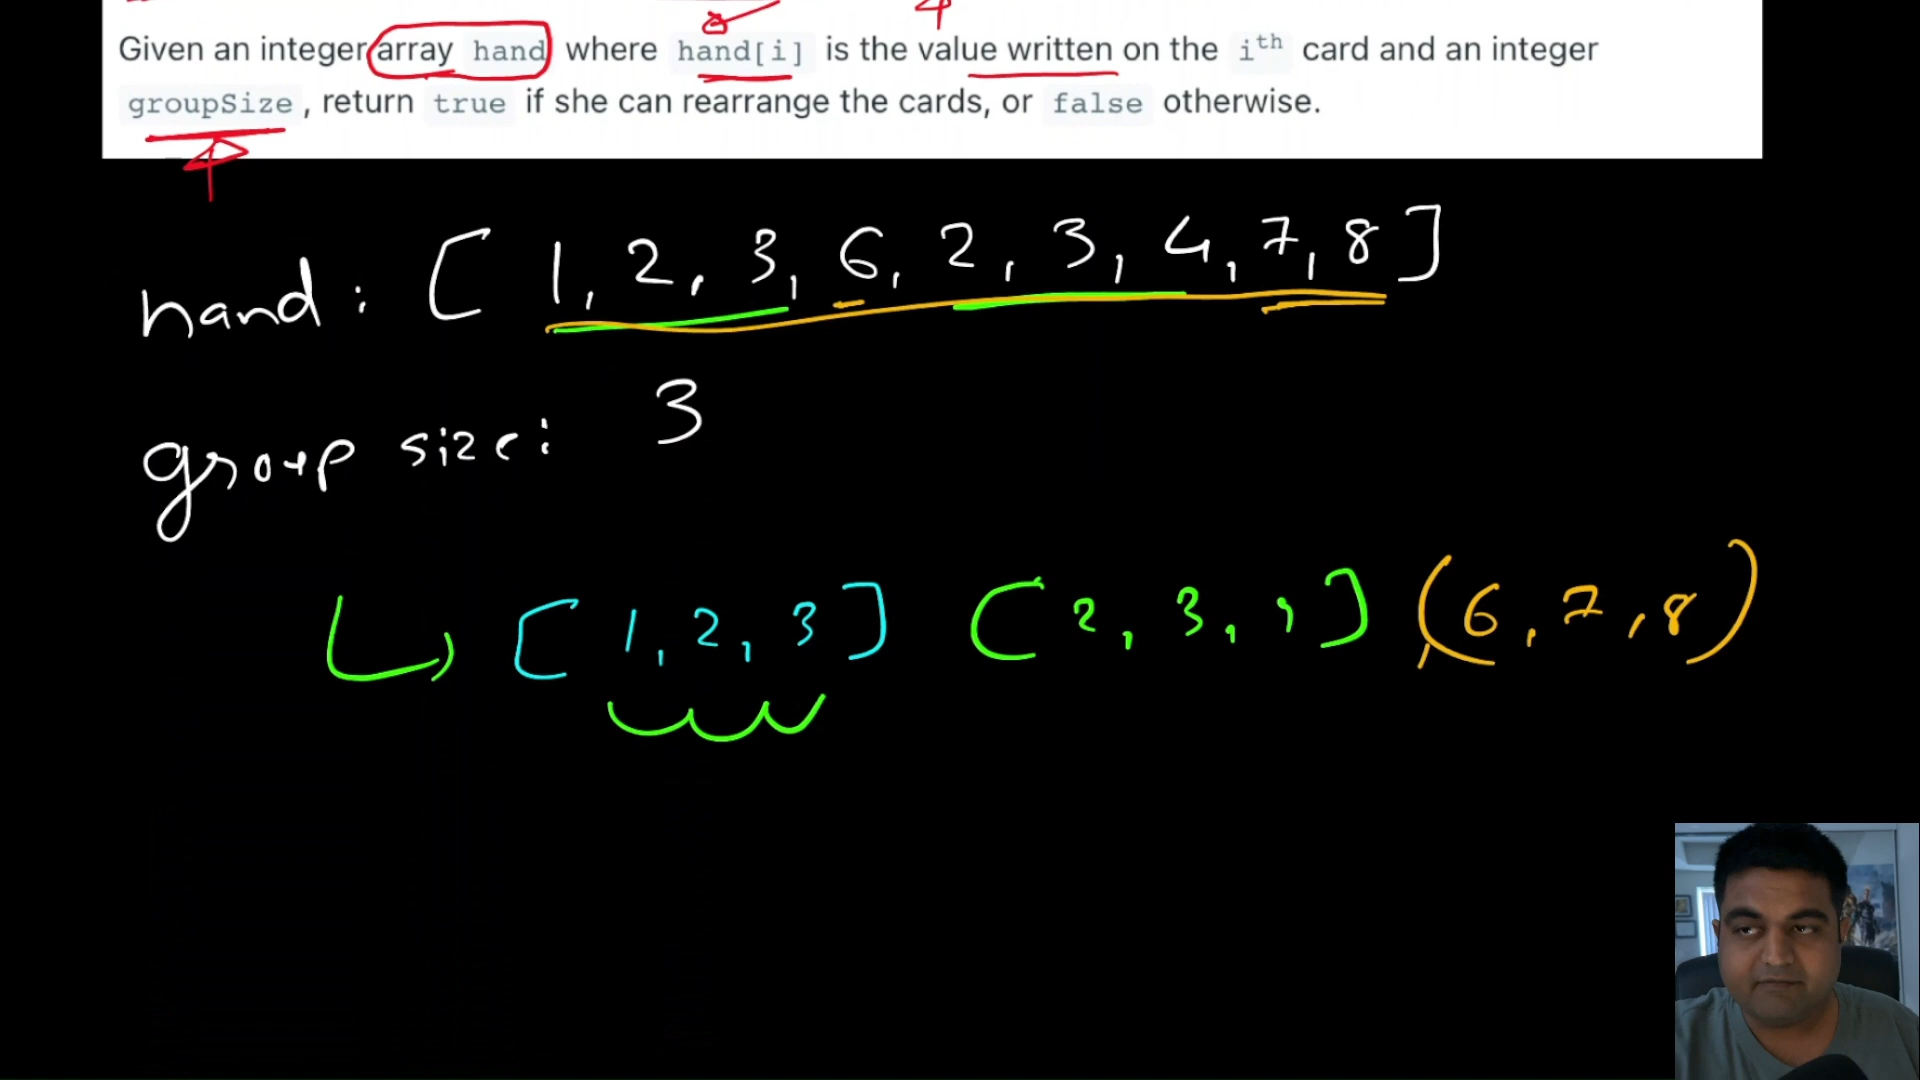 Given an integer array hand where hand[i] is the value written on the ith card and an integer
groupSize, return true if she can rearrange the cards, or false otherwise.
hand: [1, 2, 3, 6, 2, 3, 4, 7, 8]
group size: 3
[1, 2, 3] [2, 3, ] (6, 7, 8)